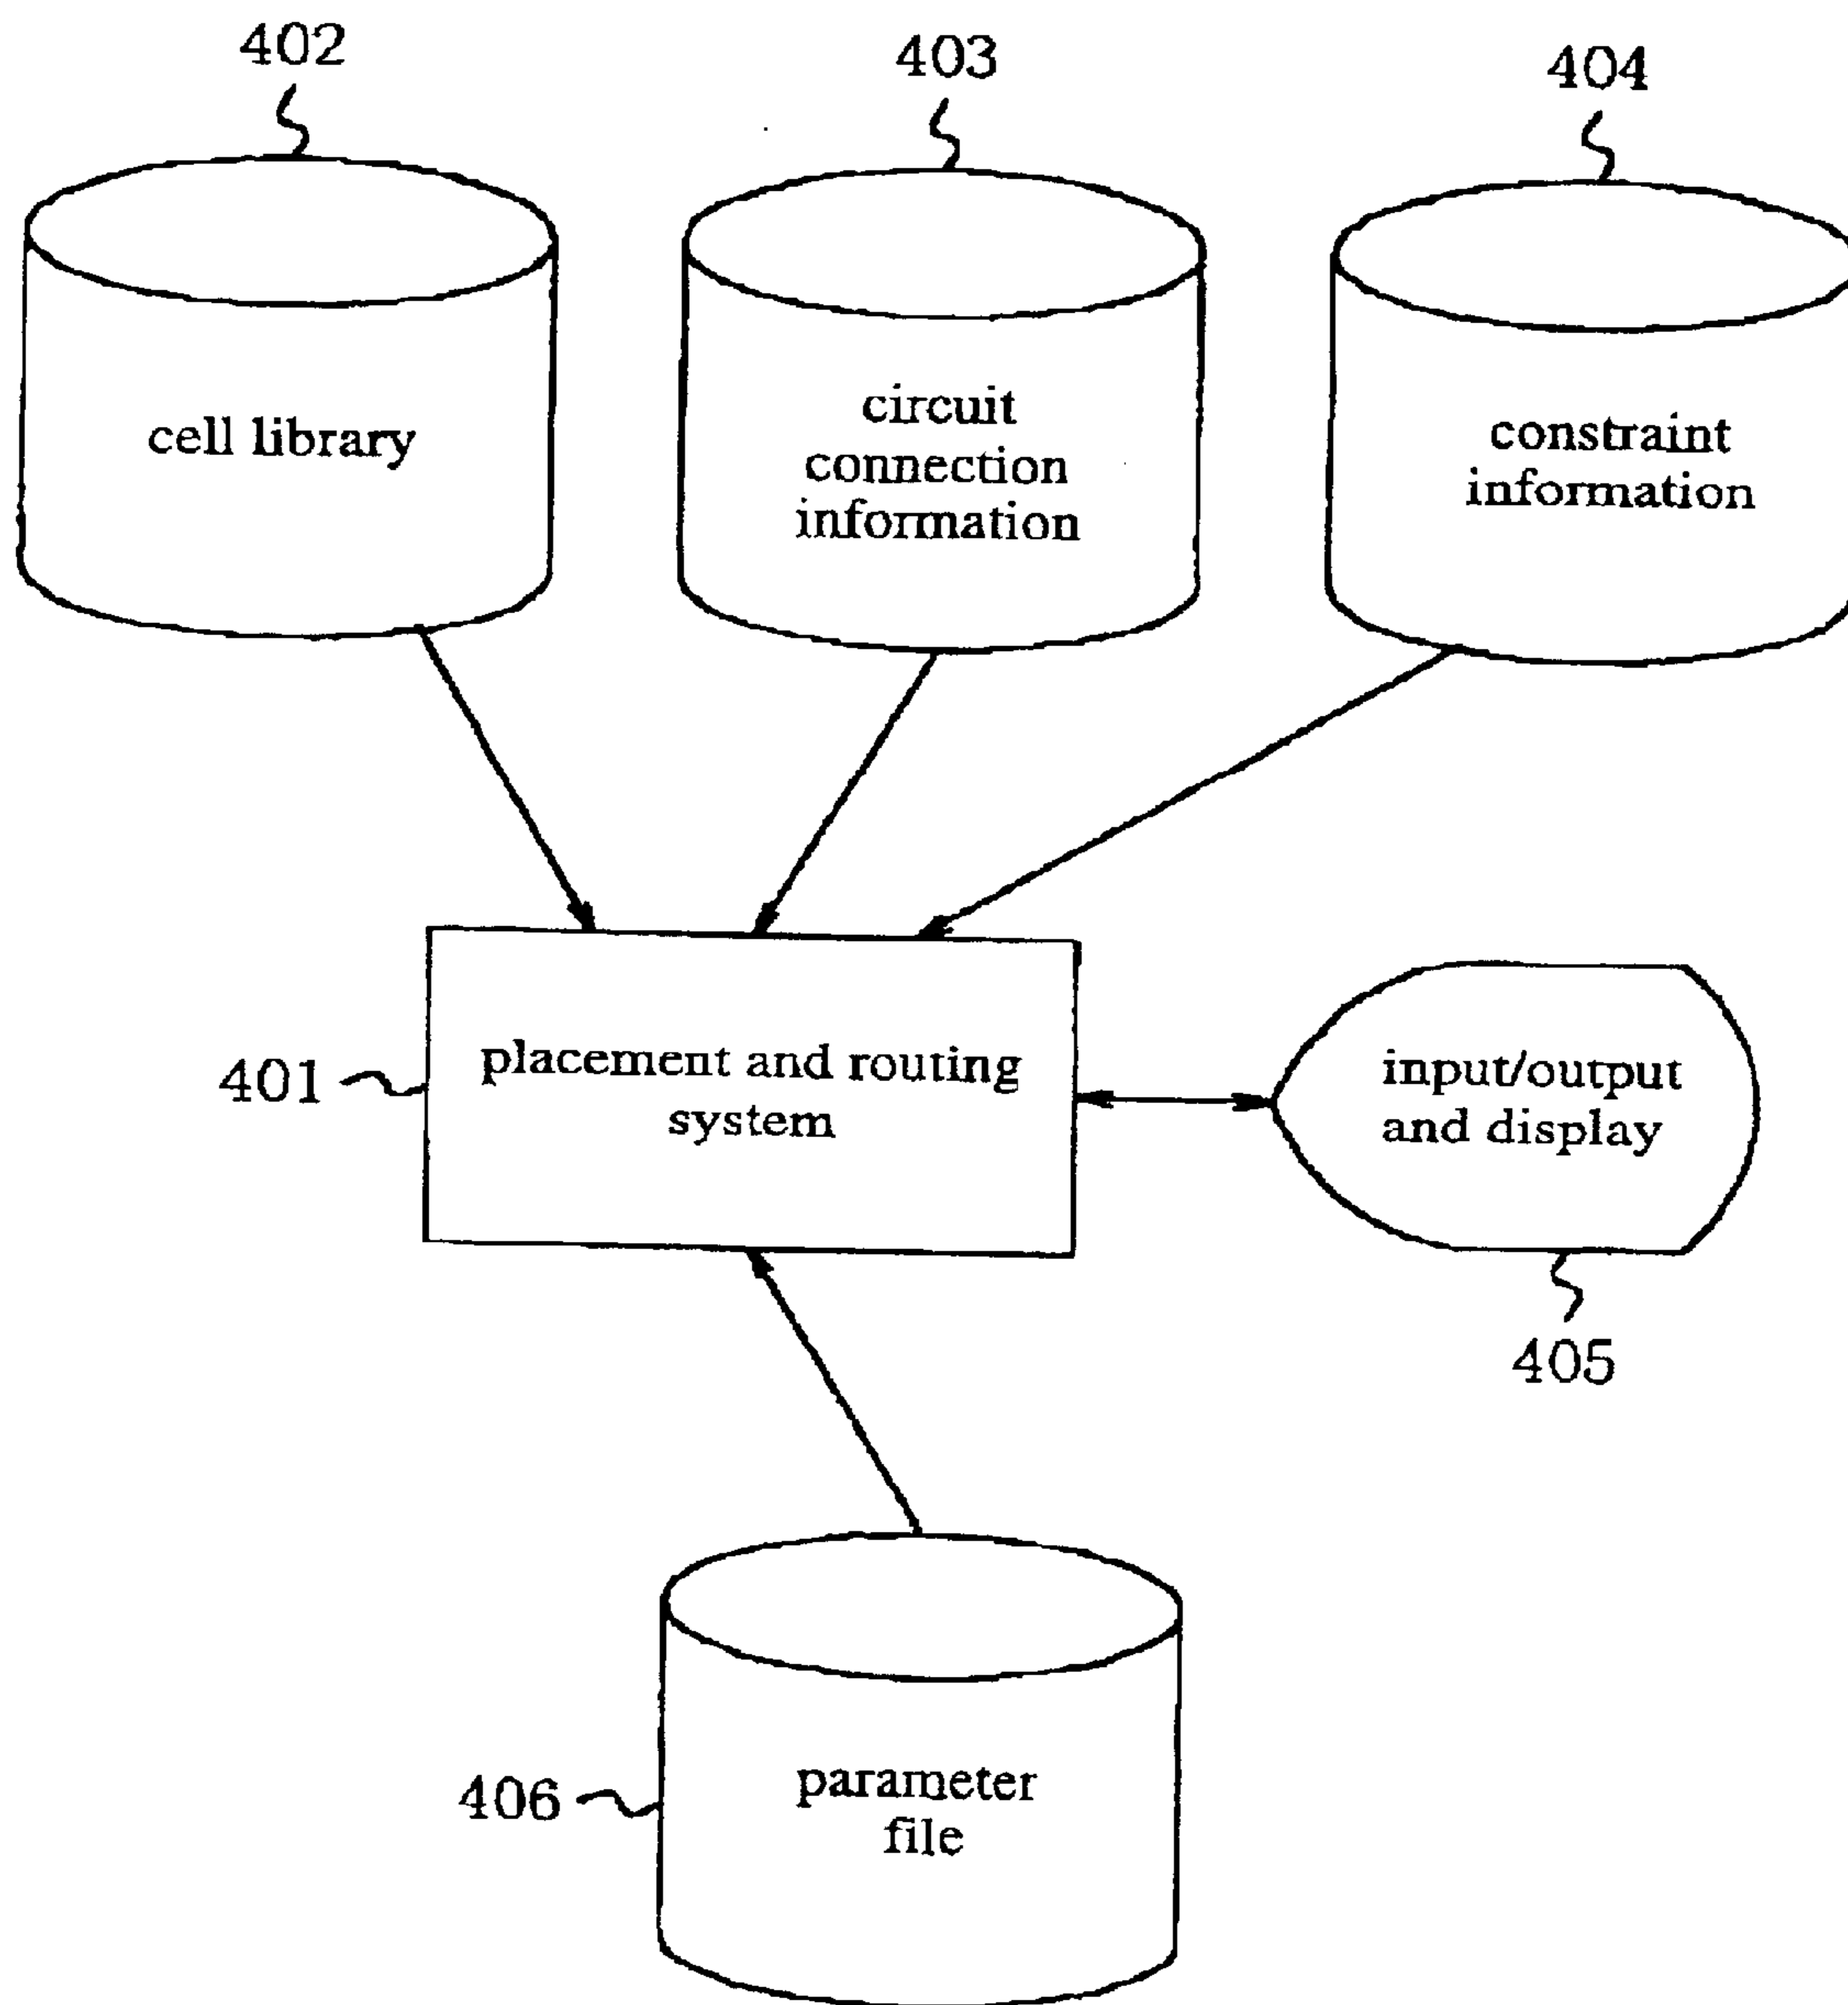 402
403
404
cell library
circuit
connection
information
constraint
information
401
placement and routing
system
input/output
and display
405
406
parameter
file